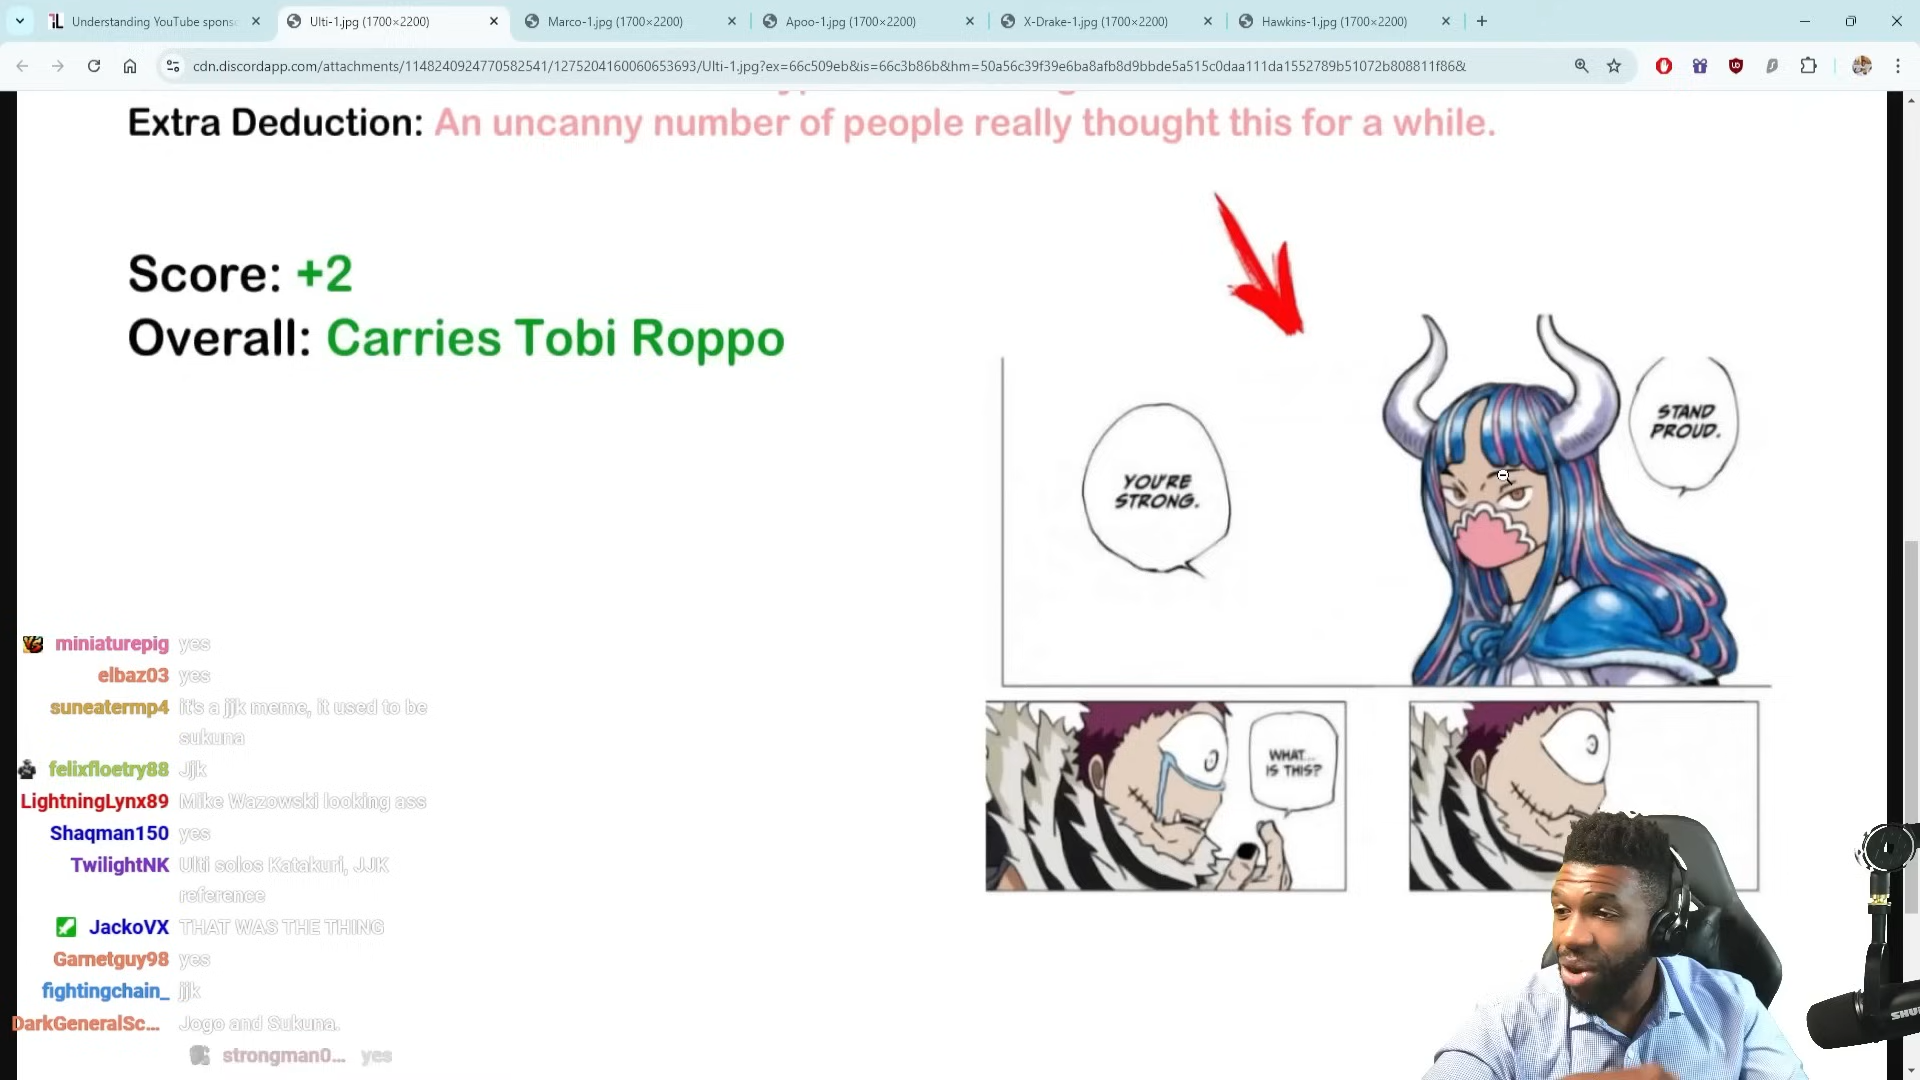 Understanding YouTube spons
Ulti-1.jpg (1700×2200)
Marco-1.jpg (1700×2200)
Apoo-1.jpg (1700×2200)
X-Drake-1.jpg (1700×2200)
Hawkins-1.jpg (1700×2200)
cdn.discordapp.com/attachments/1148240924770582541/1275204160060653693/Ulti-1.jpg?ex=66c509eb&is=66c3b86b&hm=50a56c39f39e6ba8afb8d9bbde5a515c0daa111da1552789b51072b808811f86&
Extra Deduction: An uncanny number of people really thought this for a while.
Score: +2
Overall: Carries Tobi Roppo
STAND
PROUD.
YOU'RE
STRONG.
WHAT...
IS THIS?
miniaturepig yes
elbaz03 yes
suneatermp4 it's a jjk meme, it used to be
sukuna
felixfloetry88 Jjk
LightningLynx89 Mike Wazowski looking ass
Shaqman150 yes
TwilightNK Ulti solos Katakuri, JJK
reference
JackoVX THAT WAS THE THING
Garnetguy98 yes
fightingchain_ jjk
DarkGeneralSc... Jogo and Sukuna.
strongman0... yes
SHU